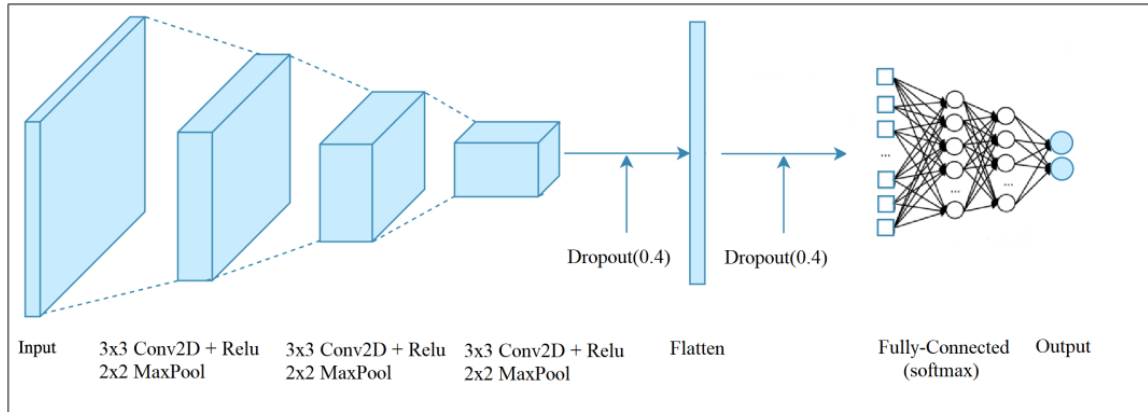 ...
...
...
Dropout(0.4)
Dropout(0.4)
Input
3x3 Conv2D + Relu
2x2 MaxPool
3x3 Conv2D + Relu
2x2 MaxPool
3x3 Conv2D + Relu
2x2 MaxPool
Flatten
Fully-Connected
(softmax)
Output